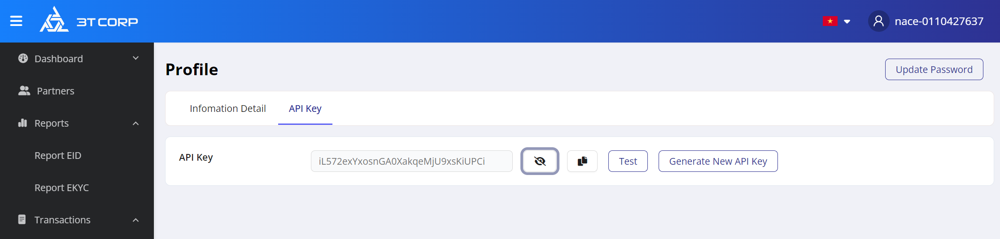 3T CORP
nace-0110427637
Dashboard
Partners
Reports
Report EID
Report EKYC
Transactions
Profile
Update Password
Infomation Detail
API Key
API Key
iL572exYxosnGA0XakqeMjU9xsKiUPCi
Test
Generate New API Key